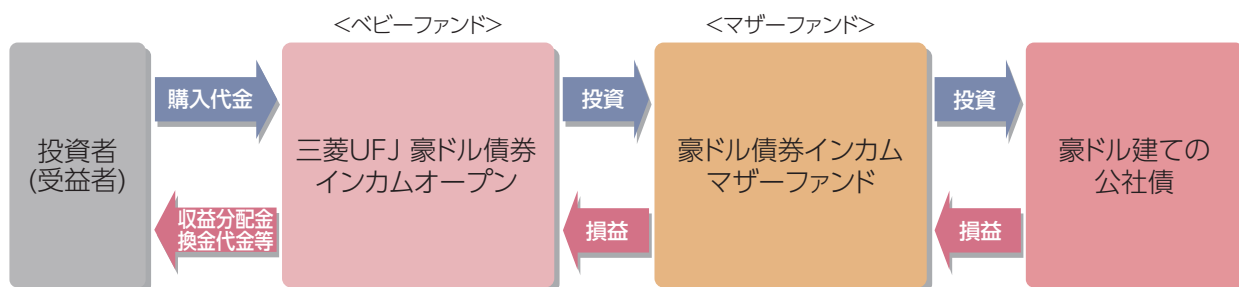 <ベビーファンド>
<マザーファンド>
投資者
(受益者)
購入代金
収益分配金
換金代金等
三菱UFJ 豪ドル債券
インカムオープン
投資
損益
豪ドル債券インカム
マザーファンド
投資
損益
豪ドル建ての
公社債